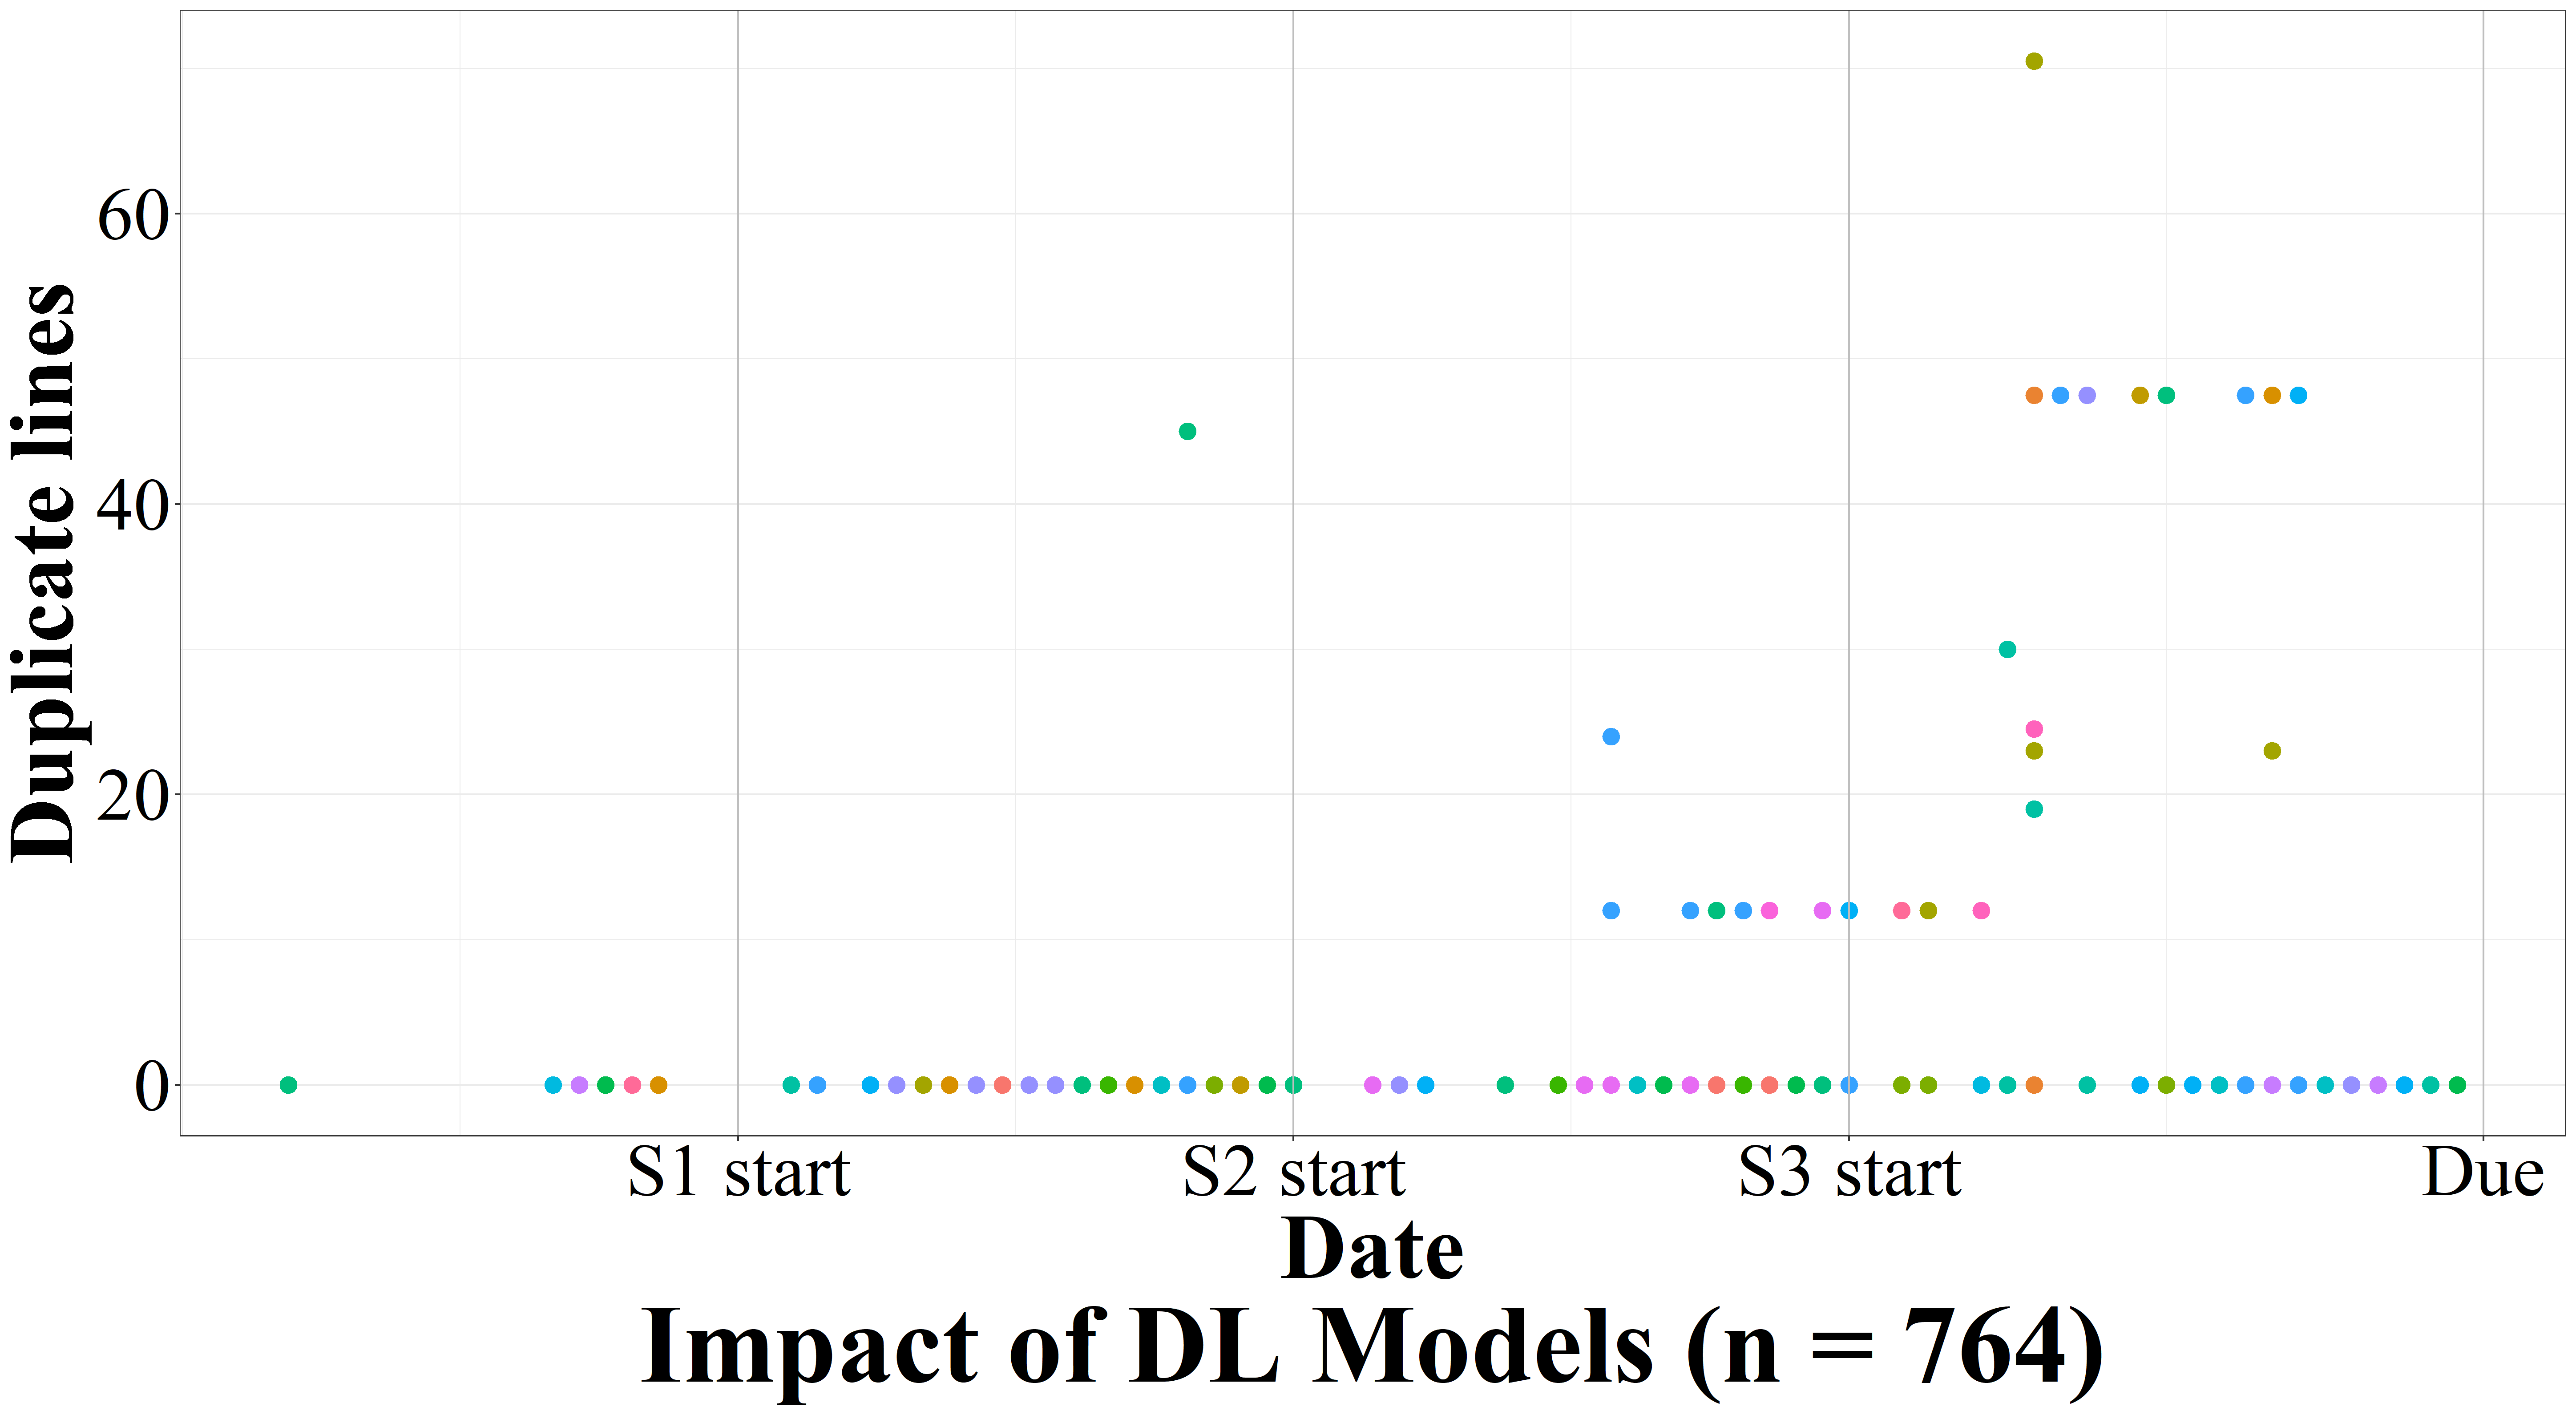 Duplicate lines
60
40
20
0
S1 start
S2 start
S3 start
Due
Date
Impact of DL Models (n = 764)